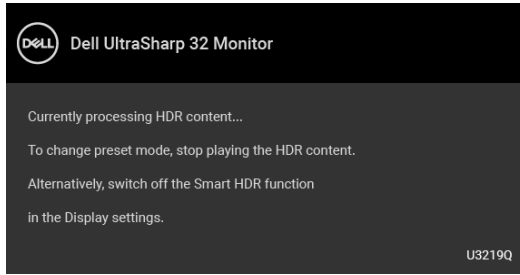 DELL
Dell UltraSharp 32 Monitor
Currently processing HDR content...
To change preset mode, stop playing the HDR content.
Alternatively, switch off the Smart HDR function
in the Display settings.
U3219Q